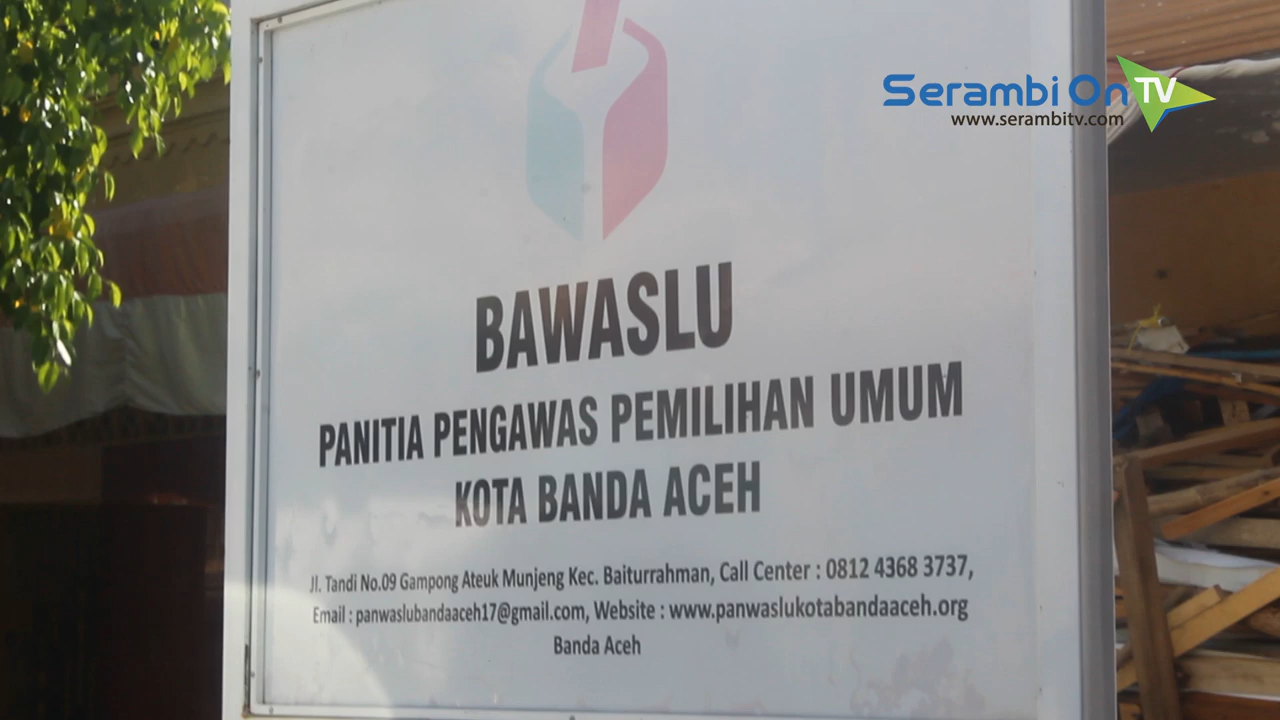 Serambi On TV
www.serambitv.com
BAWASLU
PANITIA PENGAWAS PEMILIHAN UMUM
KOTA BANDA ACEH
Jl. Tandi No.09 Gampong Ateuk Munjeng Kec. Baiturrahman, Call Center : 0812 4368 3737,
Email : panwaslubandaaceh17@gmail.com, Website : www.panwaslukotabandaaceh.org
Banda Aceh